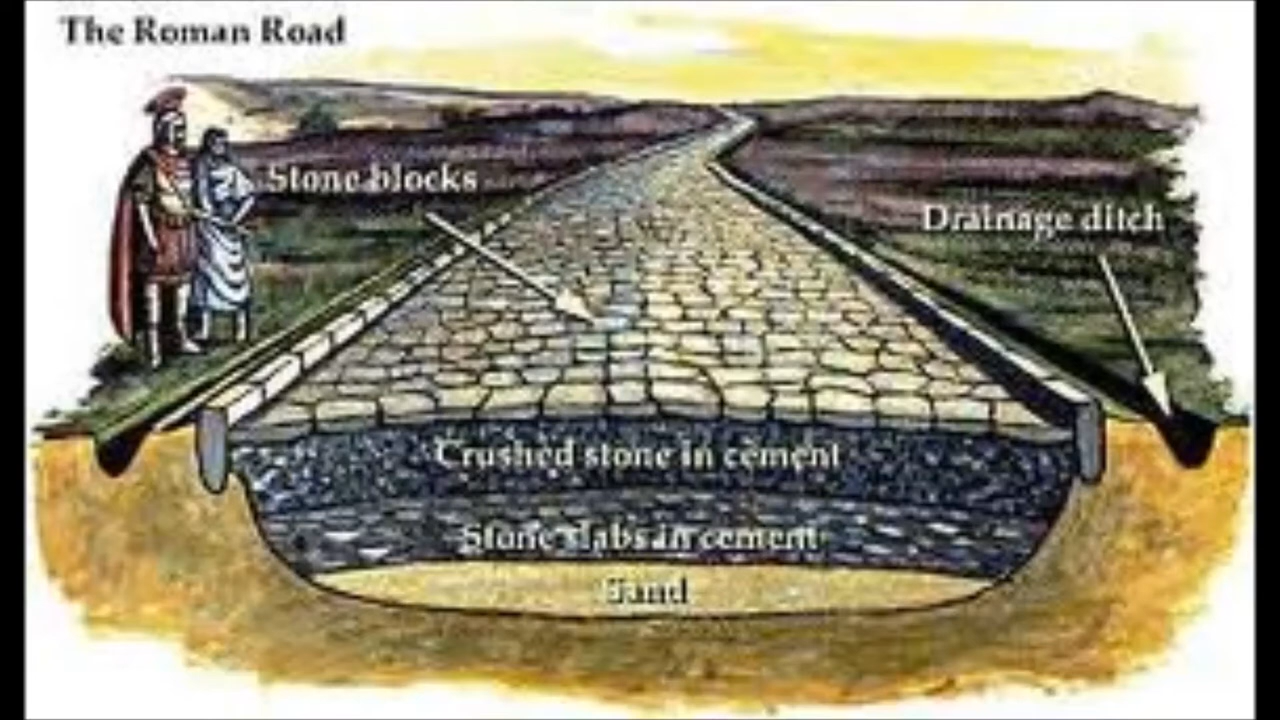 The Roman Road
Stone blocks
Drainage ditch
Crushed stone in cement
Stone slabs in cement
Sand